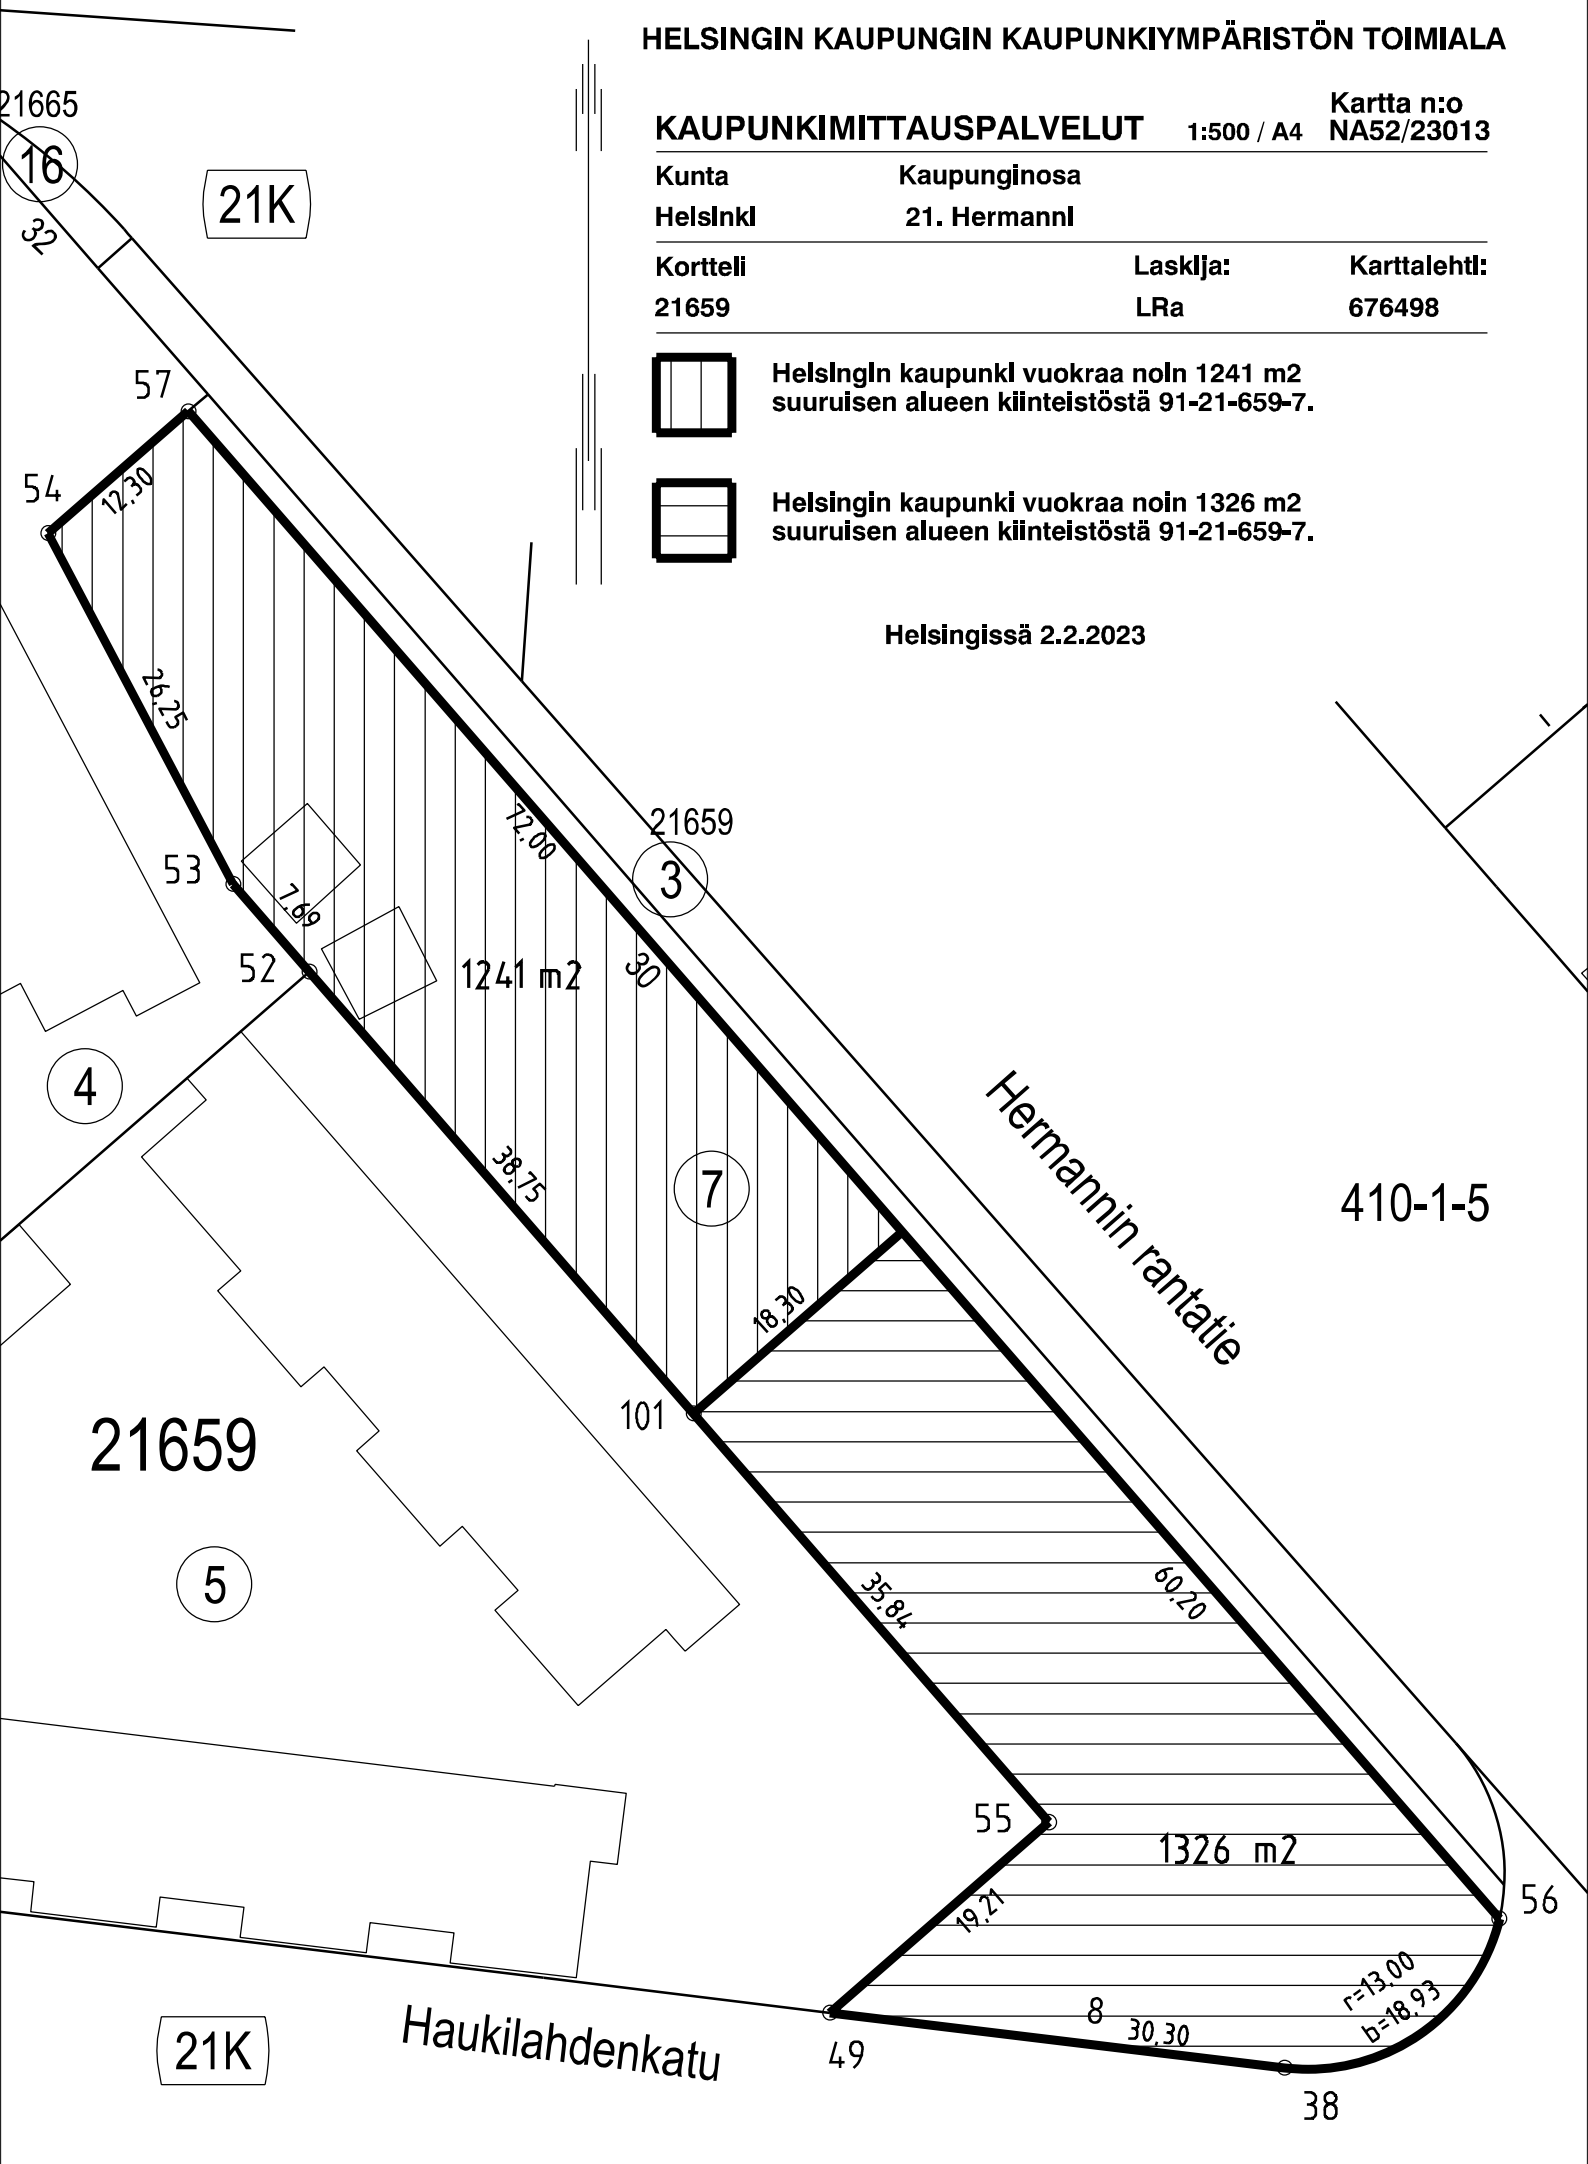 HELSINGIN KAUPUNGIN KAUPUNKIYMPÄRISTÖN TOIMIALA
KAUPUNKIMITTAUSPALVELUT 1:500 / A4 Kartta n:o NA52/23013
Kunta Kaupunginosa
Helsinki 21. Hermanni
Kortteli Laskija: Karttalehti:
21659 LRa 676498
Helsingin kaupunki vuokraa noin 1241 m2
suuruisen alueen kiinteistöstä 91-21-659-7.
Helsingin kaupunki vuokraa noin 1326 m2
suuruisen alueen kiinteistöstä 91-21-659-7.
Helsingissä 2.2.2023
21665
16
21K
32
57
54
12,30
26,25
72,00
21659
3
53
7,69
52
1241 m2
30
4
38,75
7
Hermannin rantatie
410-1-5
18,30
101
21659
5
35,84
60,20
55
1326 m2
56
19,21
r=13,00
b=18,93
8
30,30
49
38
21K
Haukilahdenkatu